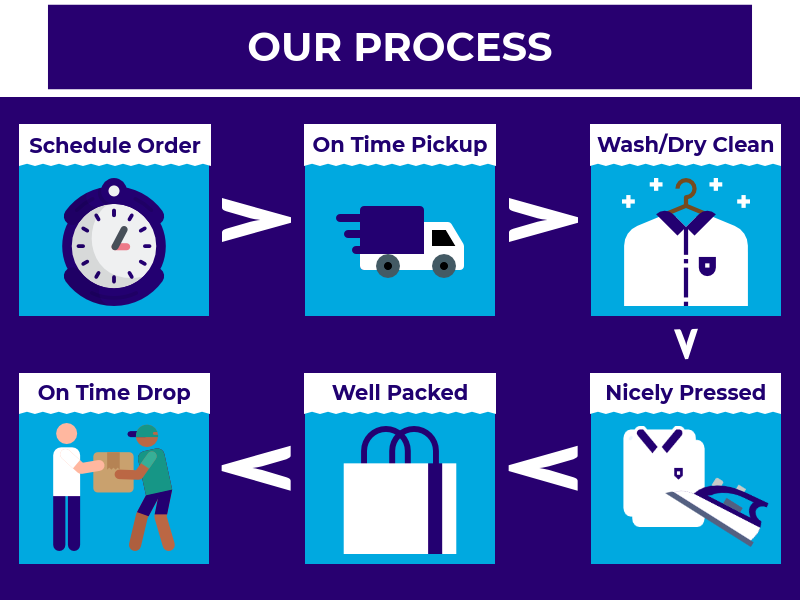 OUR PROCESS
Schedule Order
On Time Pickup
Wash/Dry Clean
Nicely Pressed
Well Packed
On Time Drop